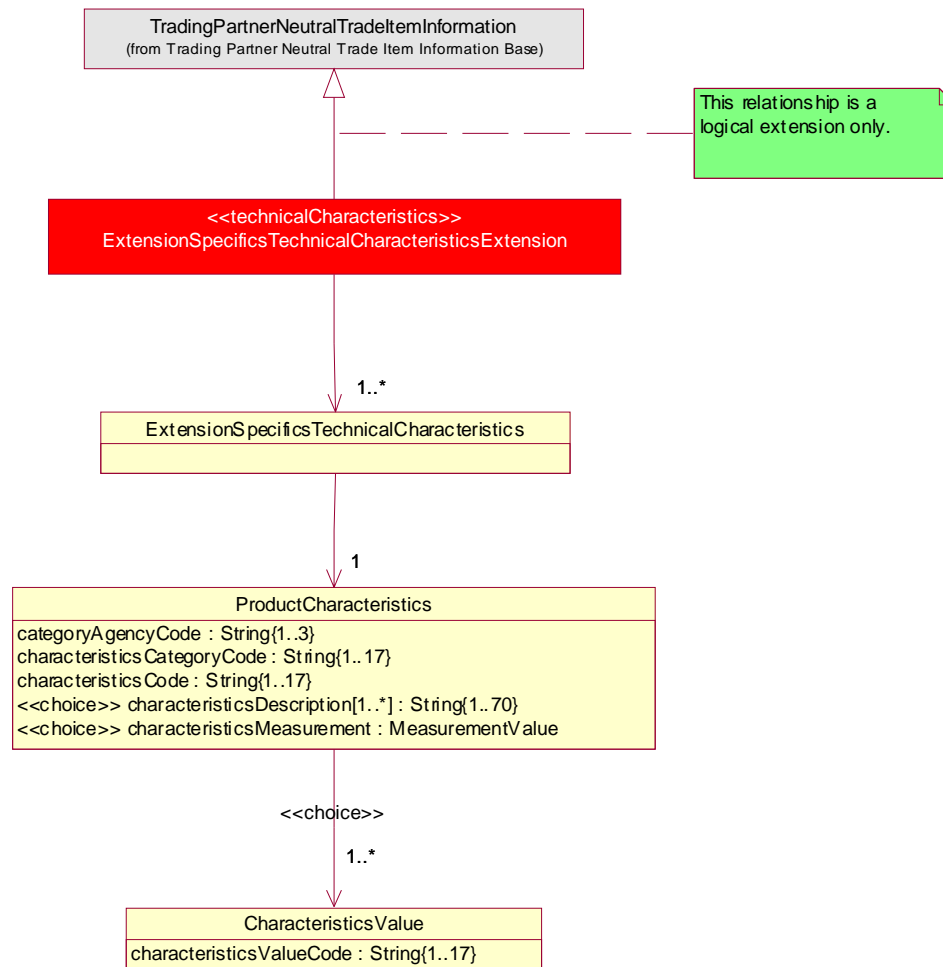 TradingPartnerNeutralTradeItemInformation
(from Trading Partner Neutral Trade Item Information Base)
This relationship is a
logical extension only.
<<technicalCharacteristics>>
ExtensionSpecificsTechnicalCharacteristicsExtension
1..*
ExtensionSpecificsTechnicalCharacteristics
1
ProductCharacteristics
categoryAgencyCode : String{1..3}
characteristicsCategoryCode : String{1..17}
characteristicsCode : String{1..17}
<<choice>> characteristicsDescription[1..*] : String{1..70}
<<choice>> characteristicsMeasurement : MeasurementValue
<<choice>>
1..*
CharacteristicsValue
characteristicsValueCode : String{1..17}